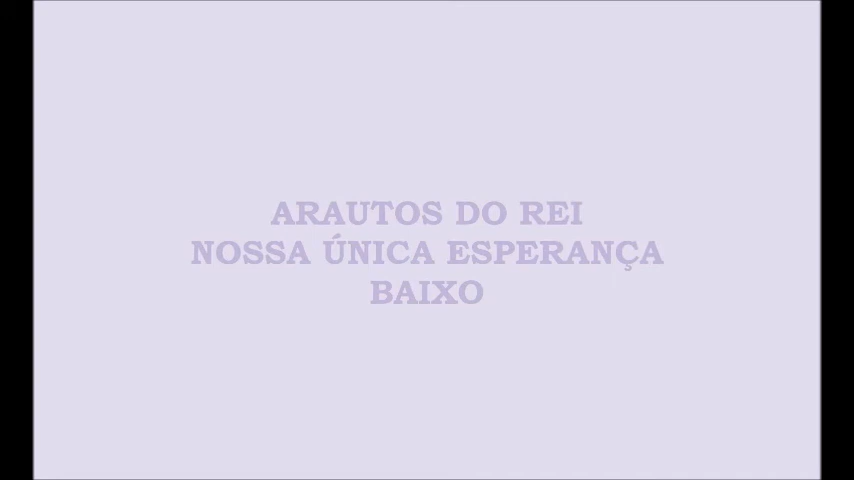 ARAUTOS DO REI
NOSSA ÚNICA ESPERANÇA
BAIXO